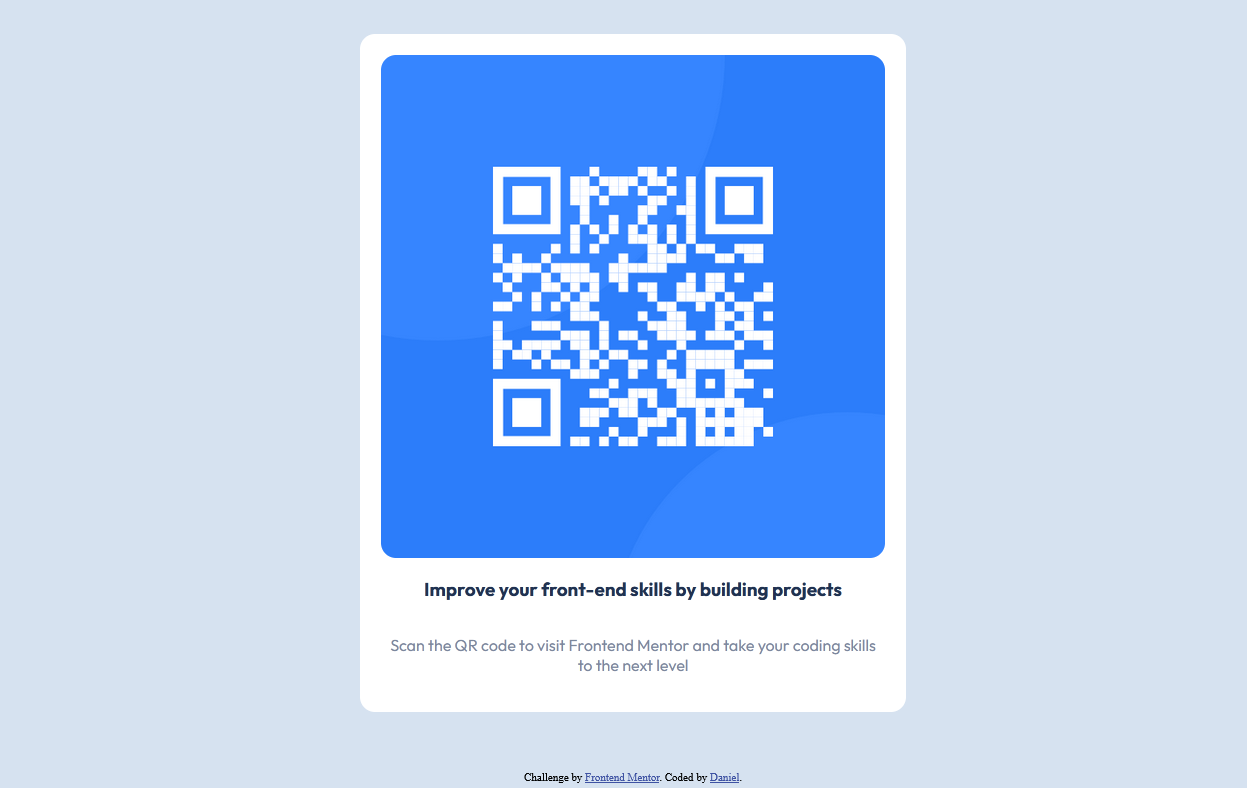 Improve your front-end skills by building projects
Scan the QR code to visit Frontend Mentor and take your coding skills
to the next level
Challenge by Frontend Mentor. Coded by Daniel.